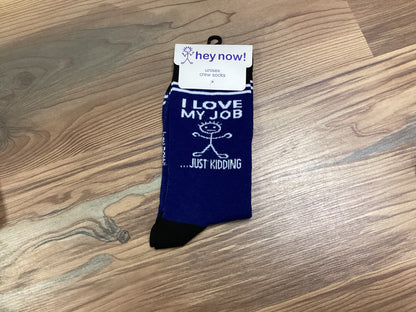 hey now!
unisex
crew socks
I LOVE
MY JOB
...JUST KIDDING